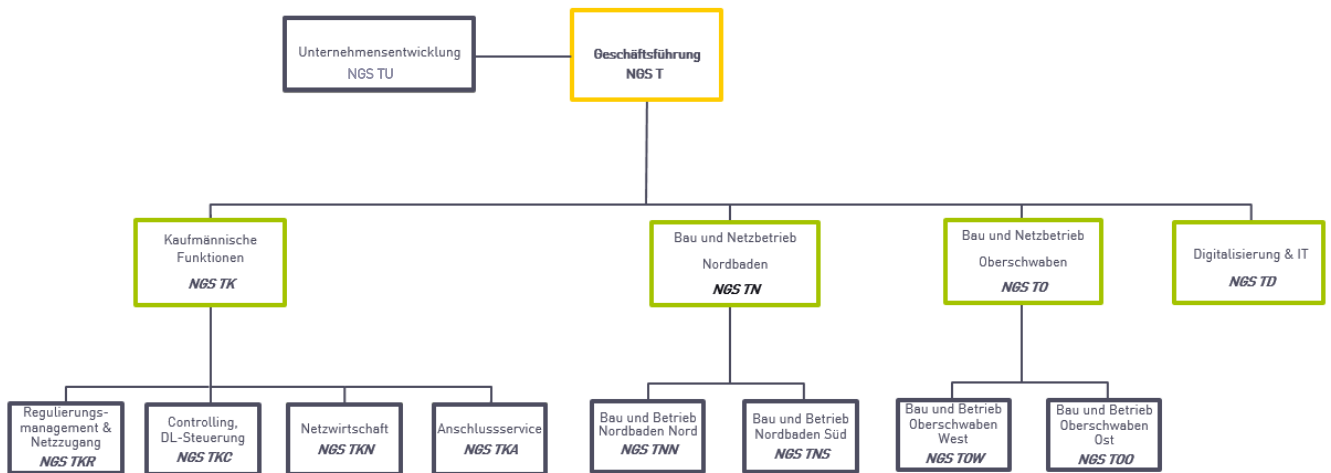 Unternehmensentwicklung
NGS TU
Geschäftsführung
NGS T
Kaufmännische
Funktionen
NGS TK
Bau und Netzbetrieb
Nordbaden
NGS TN
Bau und Netzbetrieb
Oberschwaben
NGS TO
Digitalisierung & IT
NGS TD
Regulierungs-
management &
Netzzugang
NGS TKR
Controlling,
DL-Steuerung
NGS TKC
Netzwirtschaft
NGS TKN
Anschlussservice
NGS TKA
Bau und Betrieb
Nordbaden Nord
NGS TNN
Bau und Betrieb
Nordbaden Süd
NGS TNS
Bau und Betrieb
Oberschwaben
West
NGS TOW
Bau und Betrieb
Oberschwaben
Ost
NGS TOO